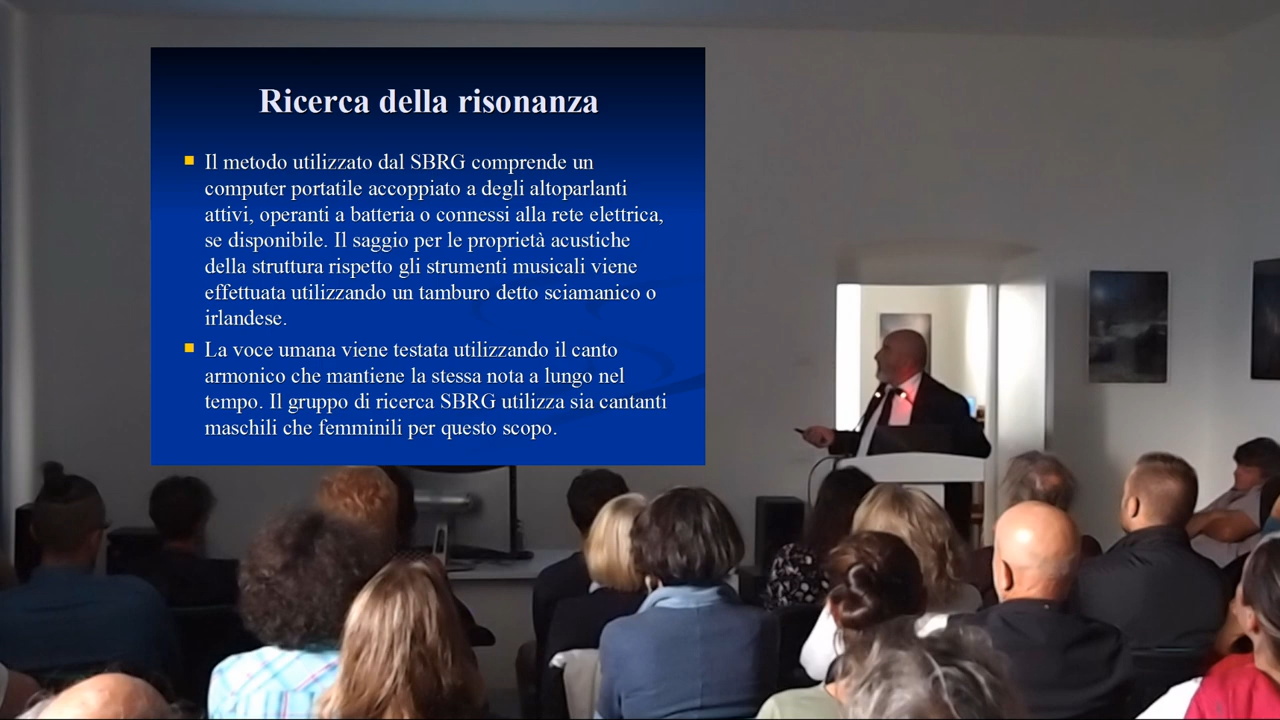 Ricerca della risonanza
Il metodo utilizzato dal SBRG comprende un
computer portatile accoppiato a degli altoparlanti
attivi, operanti a batteria o connessi alla rete elettrica,
se disponibile. Il saggio per le proprietà acustiche
della struttura rispetto gli strumenti musicali viene
effettuata utilizzando un tamburo detto sciamanico o
irlandese.
La voce umana viene testata utilizzando il canto
armonico che mantiene la stessa nota a lungo nel
tempo. Il gruppo di ricerca SBRG utilizza sia cantanti
maschili che femminili per questo scopo.